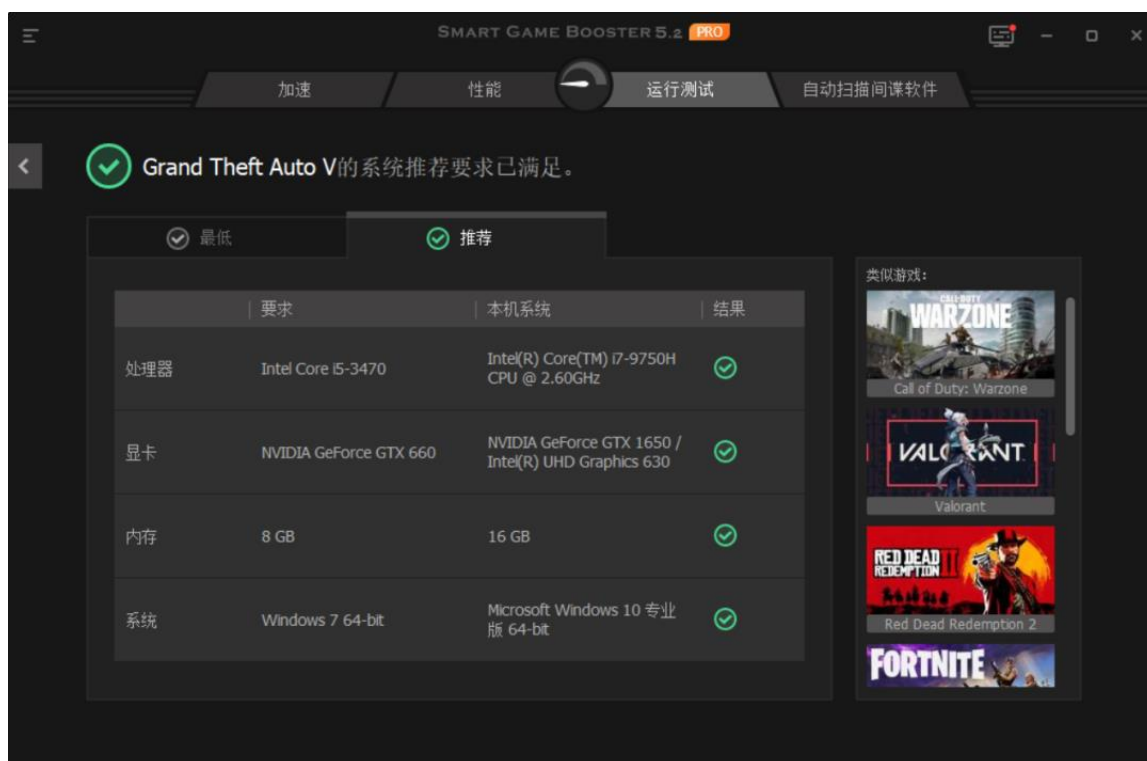 SMART GAME BOOSTER 5.2 PRO
加速
性能
运行测试
自动扫描间谍软件
Grand Theft Auto V的系统推荐要求已满足。
最低
推荐
要求
本机系统
结果
处理器
Intel Core i5-3470
Intel(R) Core(TM) i7-9750H
CPU @ 2.60GHz
显卡
NVIDIA GeForce GTX 660
NVIDIA GeForce GTX 1650 /
Intel(R) UHD Graphics 630
内存
8 GB
16 GB
系统
Windows 7 64-bit
Microsoft Windows 10 专业
版 64-bit
类似游戏:
CALL OF DUTY
WARZONE
Call of Duty: Warzone
VALORANT
Valorant
RED DEAD
REDEMPTION II
Red Dead Redemption 2
FORTNITE